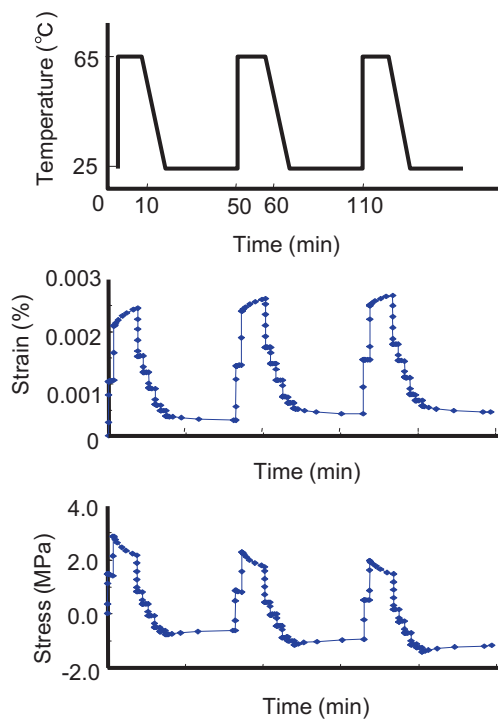 Temperature (°C)
65
25
0 10 50 60 110
Time (min)
Strain (%)
0.003
0.002
0.001
0
Time (min)
Stress (MPa)
4.0
2.0
0.0
-2.0
Time (min)